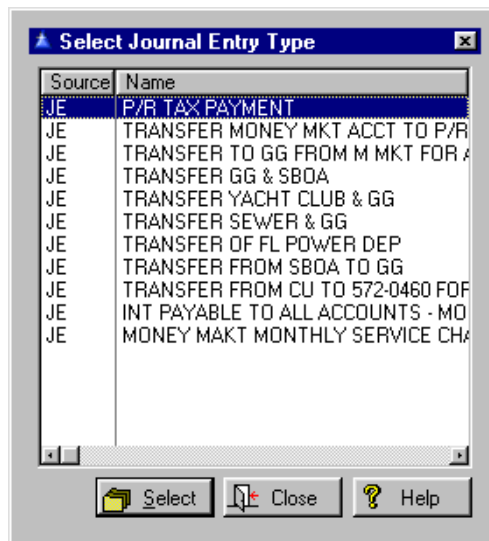 Select Journal Entry Type
Source Name
JE P/R TAX PAYMENT
JE TRANSFER MONEY MKT ACCT TO P/R
JE TRANSFER TO GG FROM M MKT FOR
JE TRANSFER GG & SBOA
JE TRANSFER YACHT CLUB & GG
JE TRANSFER SEWER & GG
JE TRANSFER OF FL POWER DEP
JE TRANSFER FROM SBOA TO GG
JE TRANSFER FROM CU TO 572-0460 FOR
JE INT PAYABLE TO ALL ACCOUNTS - MO
JE MONEY MAKT MONTHLY SERVICE CHA
Select Close Help